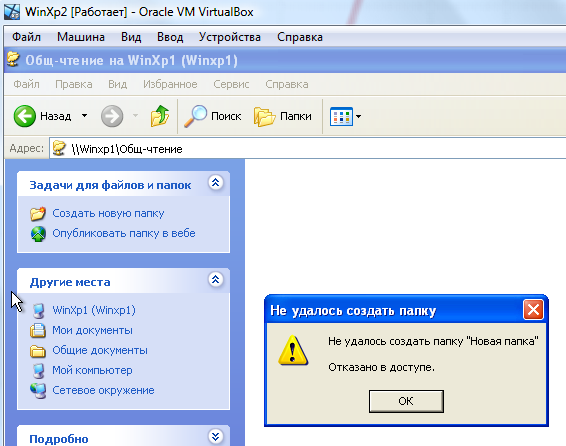 WinXp2 [Работает] - Oracle VM VirtualBox
Файл Машина Вид Ввод Устройства Справка
Общ-чтение на WinXp1 (Winxp1)
Файл Правка Вид Избранное Сервис Справка
Назад Поиск Папки
Адрес: \\Winxp1\Общ-чтение
Задачи для файлов и папок
Создать новую папку
Опубликовать папку в вебе
Другие места
WinXp1 (Winxp1)
Мои документы
Общие документы
Мой компьютер
Сетевое окружение
Подробно
Не удалось создать папку
Не удалось создать папку "Новая папка"
Отказано в доступе.
ОК